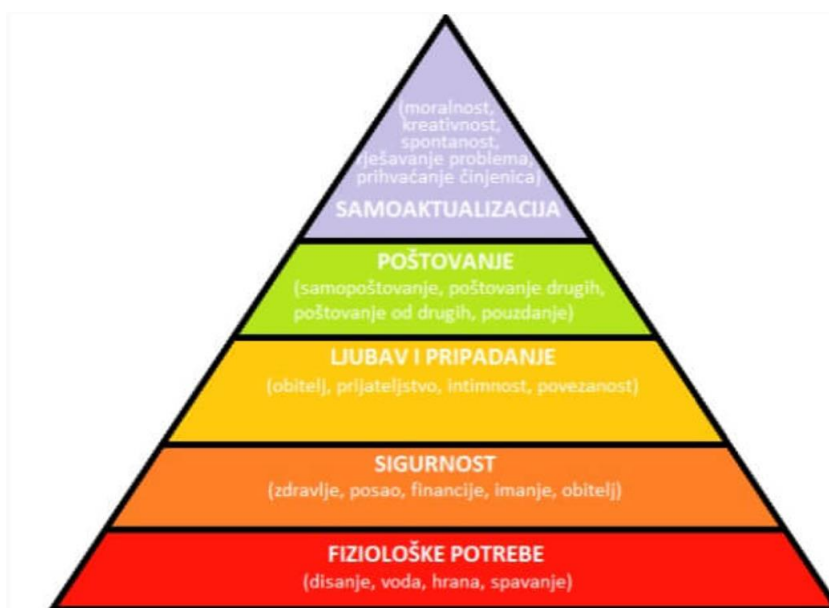 (moralnost,
kreativnost,
spontanost,
rješavanje problema,
prihvaćanje činjenica)
SAMOAKTUALIZACIJA
POŠTOVANJE
(samopoštovanje, poštovanje drugih,
poštovanje od drugih, pouzdanje)
LJUBAV I PRIPADANJE
(obitelj, prijateljstvo, intimnost, povezanost)
SIGURNOST
(zdravlje, posao, financije, imanje, obitelj)
FIZIOLOŠKE POTREBE
(disanje, voda, hrana, spavanje)